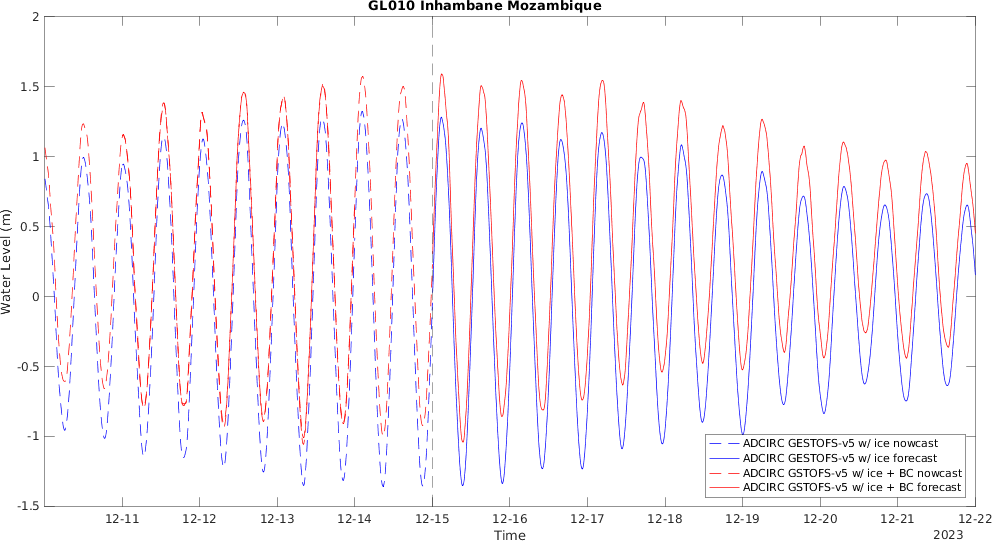 GL010 Inhambane Mozambique
2
1.5
1
0.5
0
-0.5
-1
-1.5
Water Level (m)
ADCIRC GESTOFS-v5 w/ ice nowcast
ADCIRC GESTOFS-v5 w/ ice forecast
ADCIRC GSTOFS-v5 w/ ice + BC nowcast
ADCIRC GSTOFS-v5 w/ ice + BC forecast
12-11 12-12 12-13 12-14 12-15 12-16 12-17 12-18 12-19 12-20 12-21 12-22
Time
2023